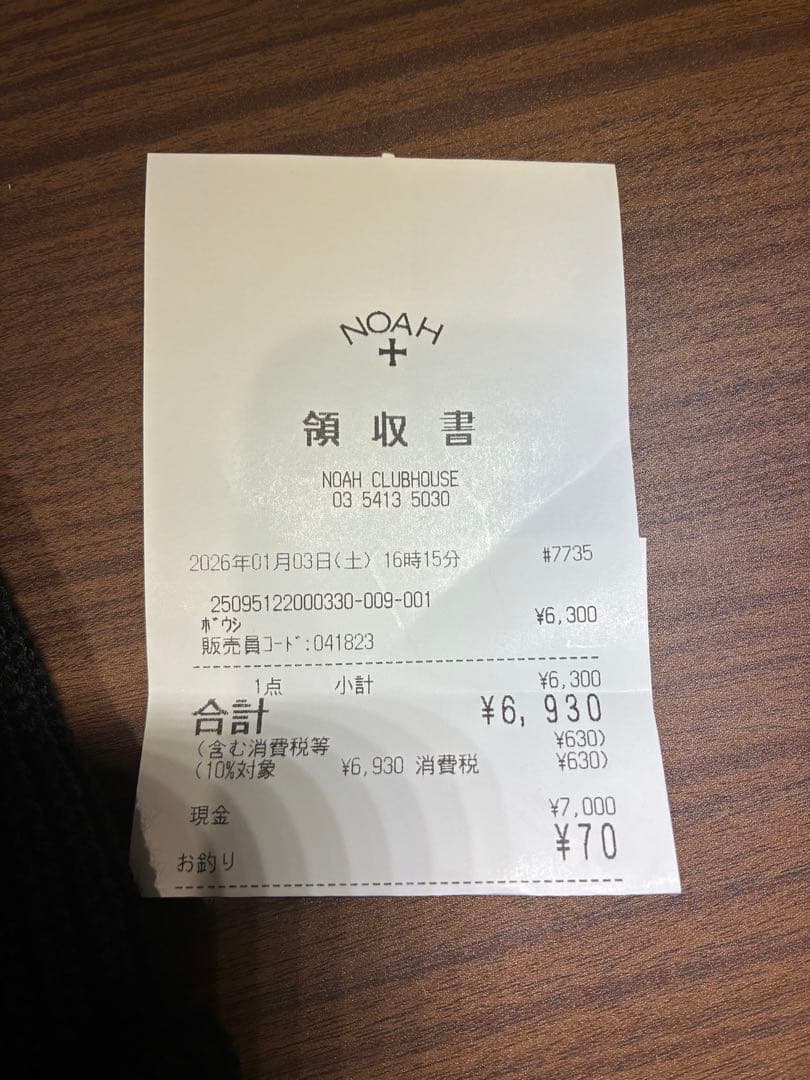 NOAH
領収書
NOAH CLUBHOUSE
03 5413 5030
2026年01月03日(土) 16時15分 #7735
25095122000330-009-001
ﾎﾞｳｼ ¥6,300
販売員ｺｰﾄﾞ:041823
1点 小計 ¥6,300
合計 ¥6,930
(含む消費税等 ¥630)
(10%対象 ¥6,930 消費税 ¥630)
現金 ¥7,000
お釣り ¥70